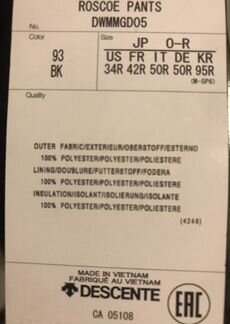 ROSCOE PANTS
DWMMGD05
No.
Color
Size
93
BK
JP O-R
US FR IT DE KR
34R 42R 50R 50R 95R
(M-SP6)
Quality
OUTER FABRIC/EXTERIEUR/OBERSTOFF/ESTERNO
100% POLYESTER/POLYESTER/POLIESTERE
LINING/DOUBLURE/FUTTERSTOFF/FODERA
100% POLYESTER/POLYESTER/POLIESTERE
INSULATION/ISOLANT/ISOLIERUNG/ISOLANTE
100% POLYESTER/POLYESTER/POLIESTERE
(4248)
MADE IN VIETNAM
FABRIQUÉ AU VIETNAM
DESCENTE
EAC
CA 05108